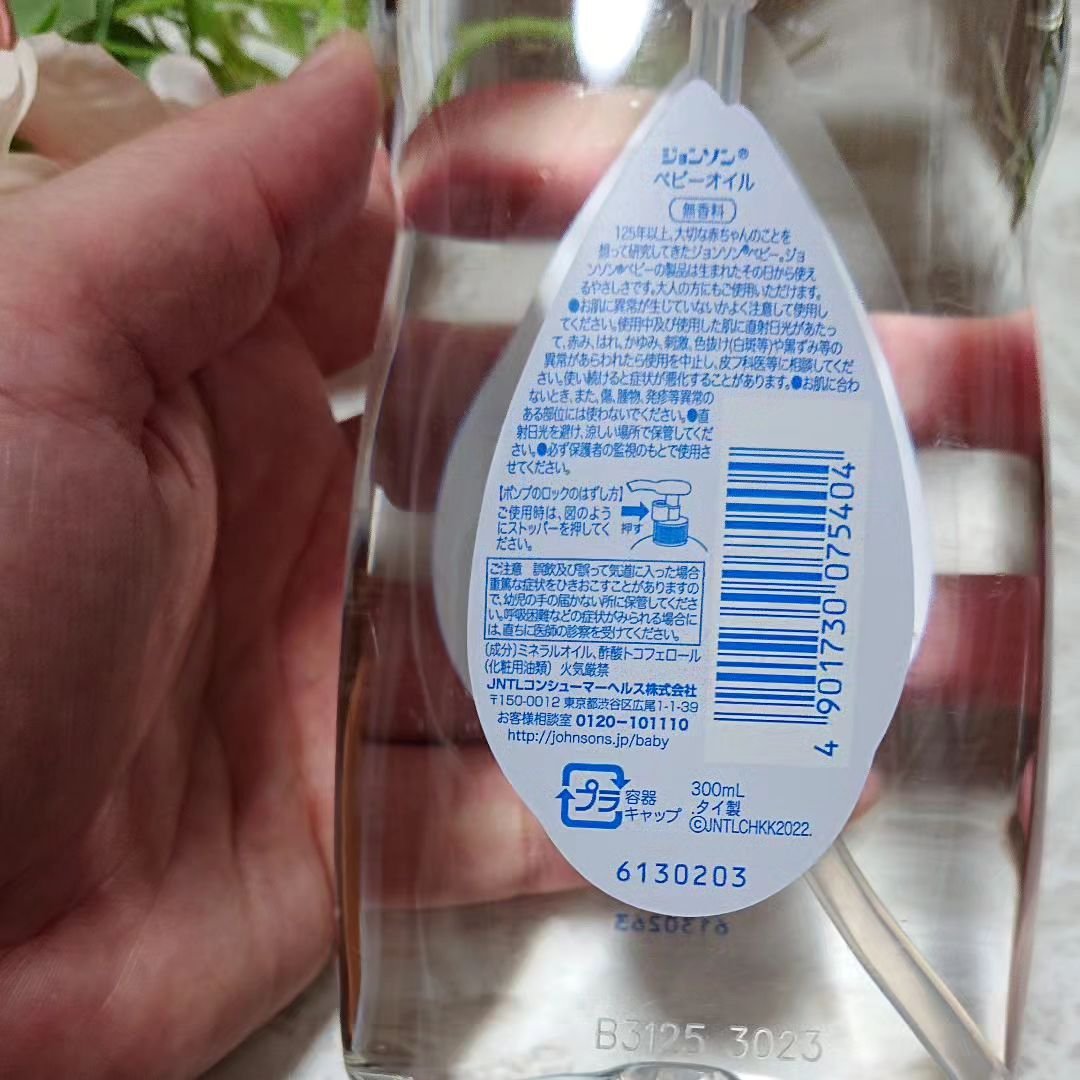 ジョンソン®
ベビーオイル
無香料
125年以上、大切な赤ちゃんのことを
想って研究してきたジョンソン®ベビー。ジョ
ンソン®ベビーの製品は生まれたその日から使え
るやさしさです。大人の方にもご使用いただけます。
●お肌に異常が生じていないかよく注意して使用し
てください。使用中及び使用した肌に直射日光があたっ
て、赤み、はれ、かゆみ、刺激、色抜け(白斑等)や黒ずみ等の
異常があらわれたら使用を中止し、皮フ科医等に相談してくだ
さい。使い続けると症状が悪化することがあります。●お肌に合わ
ないとき、また、傷、腫物、発疹等異常の
ある部位には使わないでください。●直
射日光を避け、涼しい場所で保管してくだ
さい。●必ず保護者の監視のもとで使用さ
せてください。
【ポンプのロックのはずし方】
ご使用時は、図のよう
にストッパーを押してく
ださい。
押す
ご注意 誤飲及び誤って気道に入った場合
重篤な症状をひきおこすことがありますの
で、幼児の手の届かない所に保管してくださ
い。呼吸困難などの症状がみられる場合に
は、直ちに医師の診察を受けてください。
〔成分〕ミネラルオイル、酢酸トコフェロール
(化粧用油類) 火気厳禁
JNTLコンシューマーヘルス株式会社
〒150-0012 東京都渋谷区広尾1-1-39
お客様相談室 0120-101110
http://johnsons.jp/baby
4 901730 075404
プラ
容器
キャップ
300mL
タイ製
©JNTLCHKK2022.
6130203
B3125 3023